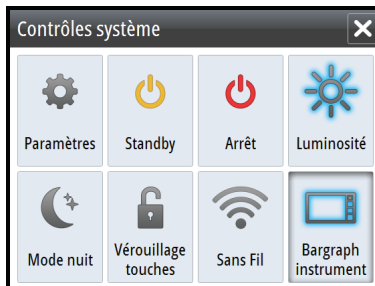 Contrôles système
Paramètres
Standby
Arrêt
Luminosité
Mode nuit
Vérouillage
touches
Sans Fil
Bargraph
instrument